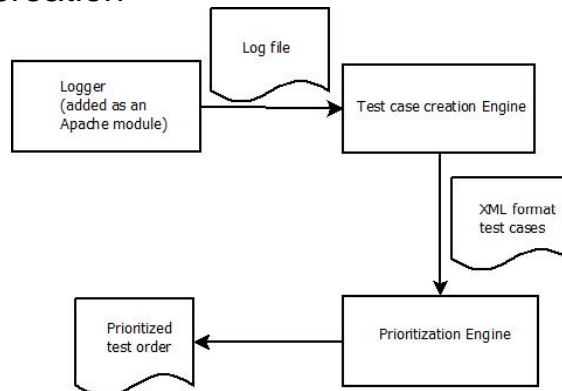 creation
Log file
Logger
(added as an
Apache module)
Test case creation Engine
XML format
test cases
Prioritized
test order
Prioritization Engine